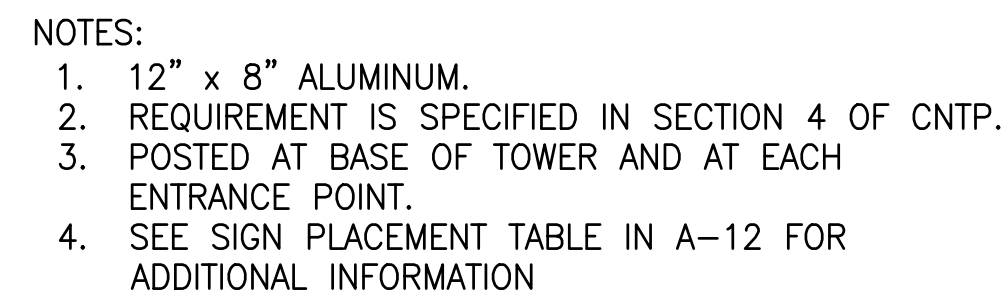 NOTES:
1. 12” x 8” ALUMINUM.
2. REQUIREMENT IS SPECIFIED IN SECTION 4 OF CNTP.
3. POSTED AT BASE OF TOWER AND AT EACH
ENTRANCE POINT.
4. SEE SIGN PLACEMENT TABLE IN A–12 FOR
ADDITIONAL INFORMATION